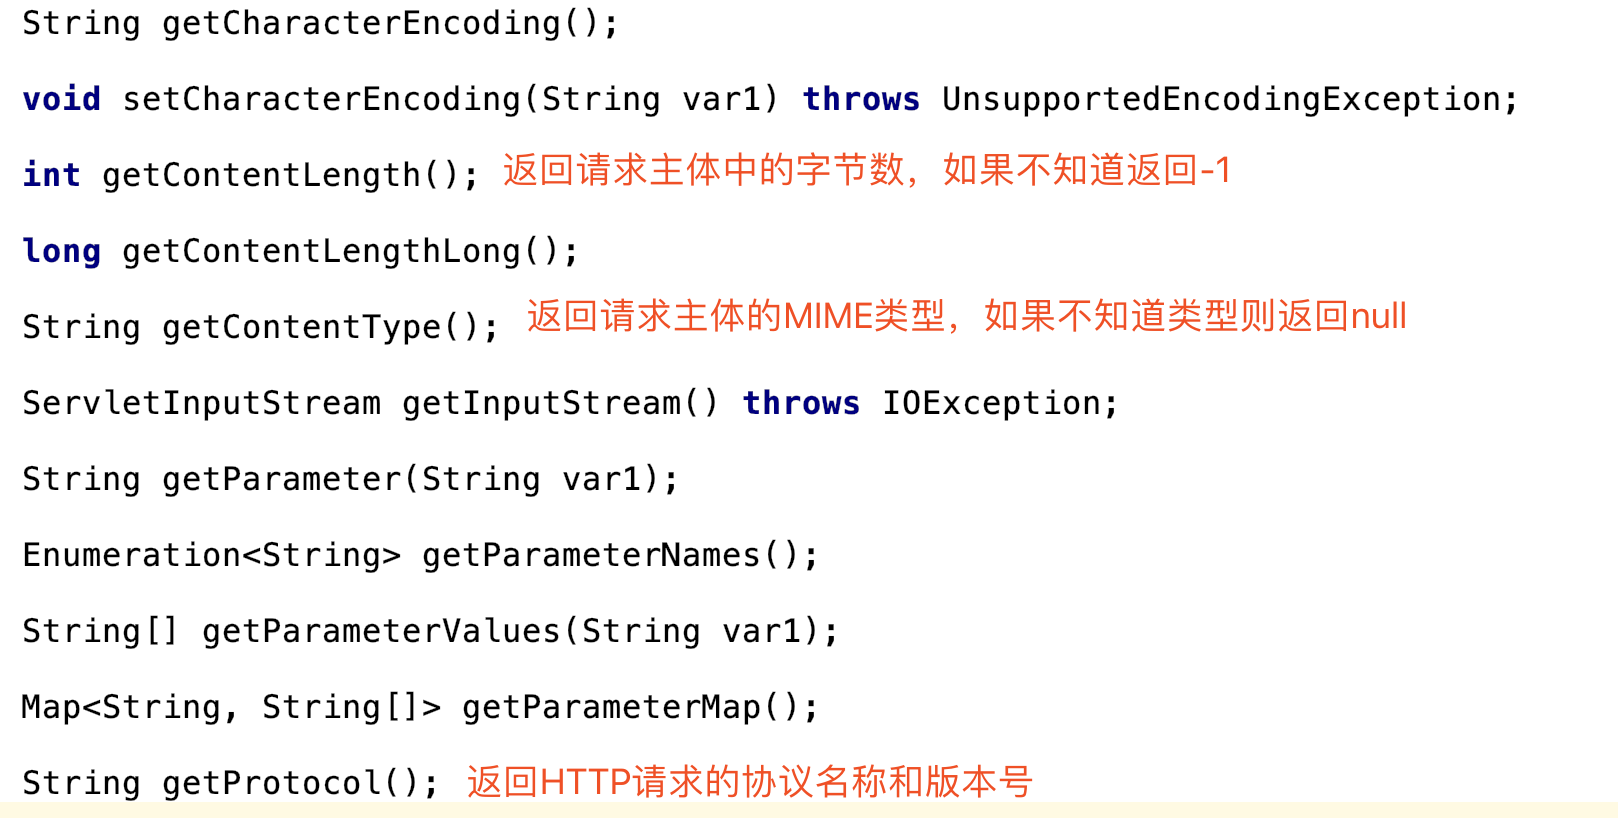 String getCharacterEncoding();
void setCharacterEncoding(String var1) throws UnsupportedEncodingException;
int getContentLength(); 返回请求主体中的字节数，如果不知道返回-1
long getContentLengthLong();
String getContentType(); 返回请求主体的MIME类型，如果不知道类型则返回null
ServletInputStream getInputStream() throws IOException;
String getParameter(String var1);
Enumeration<String> getParameterNames();
String[] getParameterValues(String var1);
Map<String, String[]> getParameterMap();
String getProtocol(); 返回HTTP请求的协议名称和版本号